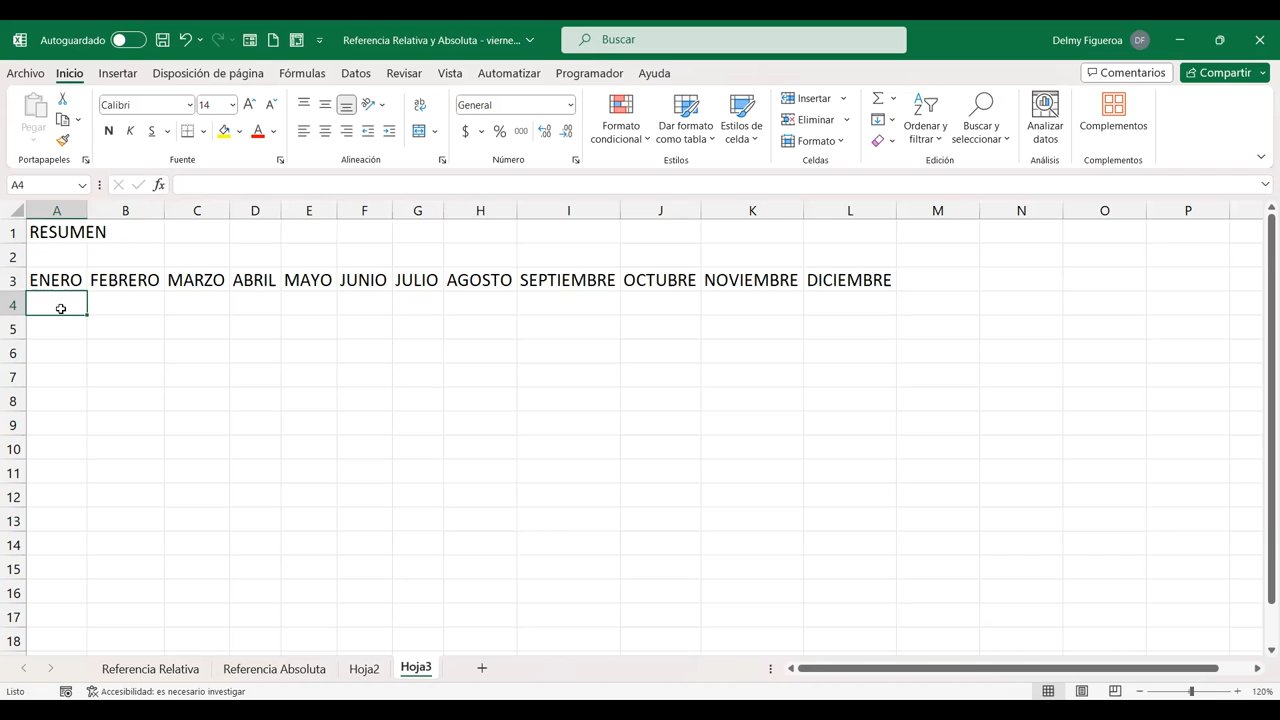 Autoguardado
Referencia Relativa y Absoluta - vierne...
Buscar
Delmy Figueroa DF
Archivo Inicio Insertar Disposición de página Fórmulas Datos Revisar Vista Automatizar Programador Ayuda
Comentarios Compartir
Pegar
Calibri 14
N K S
General
$ % 000
Formato condicional
Dar formato como tabla
Estilos de celda
Insertar
Eliminar
Formato
Ordenar y filtrar
Buscar y seleccionar
Analizar datos
Complementos
Portapapeles Fuente Alineación Número Estilos Celdas Edición Análisis Complementos
A4 fx
A B C D E F G H I J K L M N O P
1 RESUMEN
2
3 ENERO FEBRERO MARZO ABRIL MAYO JUNIO JULIO AGOSTO SEPTIEMBRE OCTUBRE NOVIEMBRE DICIEMBRE
4
5
6
7
8
9
10
11
12
13
14
15
16
17
18
Referencia Relativa Referencia Absoluta Hoja2 Hoja3
Listo Accesibilidad: es necesario investigar 120%